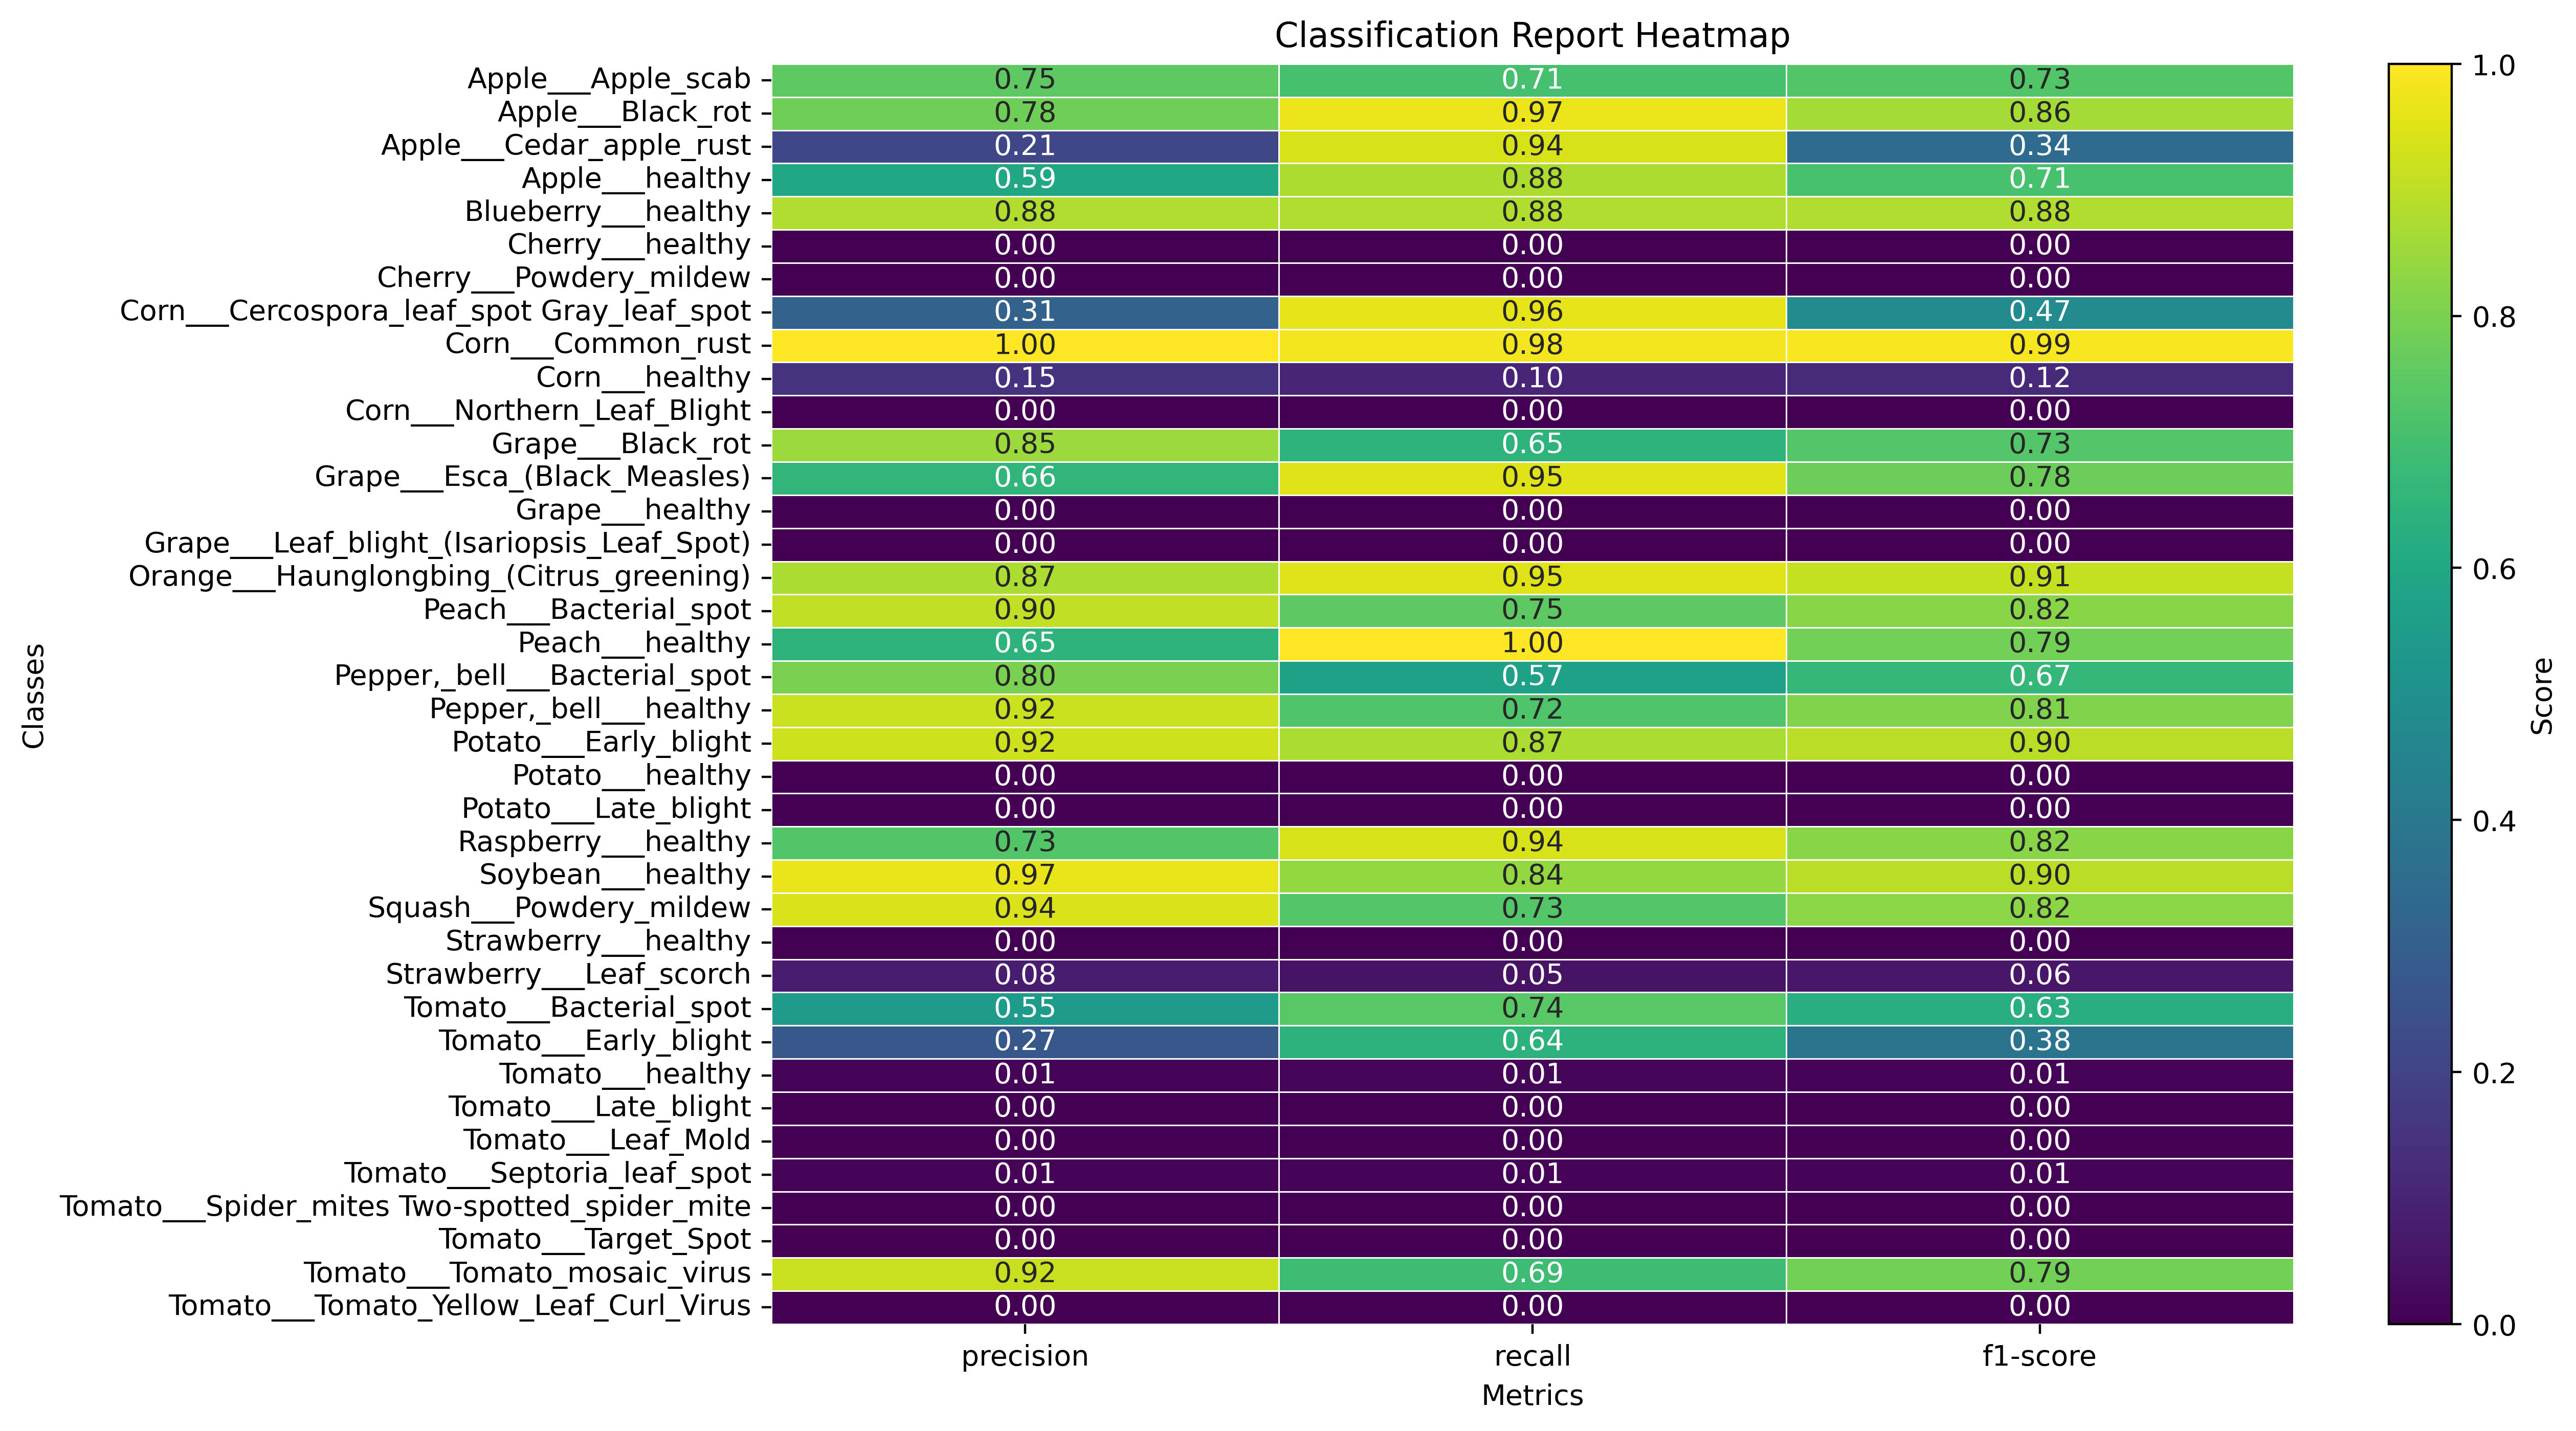 Classification Report Heatmap
Apple___Apple_scab 0.75 0.71 0.73
Apple___Black_rot 0.78 0.97 0.86
Apple___Cedar_apple_rust 0.21 0.94 0.34
Apple___healthy 0.59 0.88 0.71
Blueberry___healthy 0.88 0.88 0.88
Cherry___healthy 0.00 0.00 0.00
Cherry___Powdery_mildew 0.00 0.00 0.00
Corn___Cercospora_leaf_spot Gray_leaf_spot 0.31 0.96 0.47
Corn___Common_rust 1.00 0.98 0.99
Corn___healthy 0.15 0.10 0.12
Corn___Northern_Leaf_Blight 0.00 0.00 0.00
Grape___Black_rot 0.85 0.65 0.73
Grape___Esca_(Black_Measles) 0.66 0.95 0.78
Grape___healthy 0.00 0.00 0.00
Grape___Leaf_blight_(Isariopsis_Leaf_Spot) 0.00 0.00 0.00
Orange___Haunglongbing_(Citrus_greening) 0.87 0.95 0.91
Peach___Bacterial_spot 0.90 0.75 0.82
Peach___healthy 0.65 1.00 0.79
Pepper,_bell___Bacterial_spot 0.80 0.57 0.67
Pepper,_bell___healthy 0.92 0.72 0.81
Potato___Early_blight 0.92 0.87 0.90
Potato___healthy 0.00 0.00 0.00
Potato___Late_blight 0.00 0.00 0.00
Raspberry___healthy 0.73 0.94 0.82
Soybean___healthy 0.97 0.84 0.90
Squash___Powdery_mildew 0.94 0.73 0.82
Strawberry___healthy 0.00 0.00 0.00
Strawberry___Leaf_scorch 0.08 0.05 0.06
Tomato___Bacterial_spot 0.55 0.74 0.63
Tomato___Early_blight 0.27 0.64 0.38
Tomato___healthy 0.01 0.01 0.01
Tomato___Late_blight 0.00 0.00 0.00
Tomato___Leaf_Mold 0.00 0.00 0.00
Tomato___Septoria_leaf_spot 0.01 0.01 0.01
Tomato___Spider_mites Two-spotted_spider_mite 0.00 0.00 0.00
Tomato___Target_Spot 0.00 0.00 0.00
Tomato___Tomato_mosaic_virus 0.92 0.69 0.79
Tomato___Tomato_Yellow_Leaf_Curl_Virus 0.00 0.00 0.00
precision recall f1-score
Metrics
Classes
1.0
0.8
0.6
0.4
0.2
0.0
Score